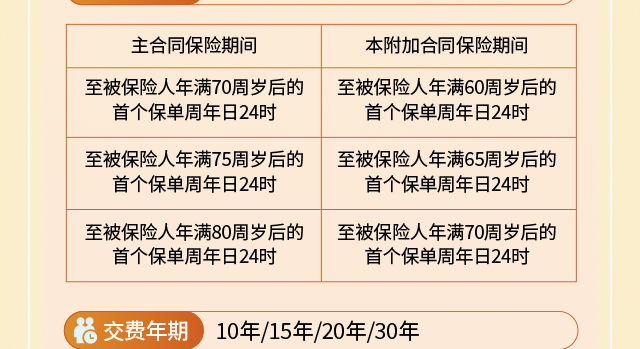 主合同保险期间
本附加合同保险期间
至被保险人年满70周岁后的
首个保单周年日24时
至被保险人年满60周岁后的
首个保单周年日24时
至被保险人年满75周岁后的
首个保单周年日24时
至被保险人年满65周岁后的
首个保单周年日24时
至被保险人年满80周岁后的
首个保单周年日24时
至被保险人年满70周岁后的
首个保单周年日24时
交费年期
10年/15年/20年/30年